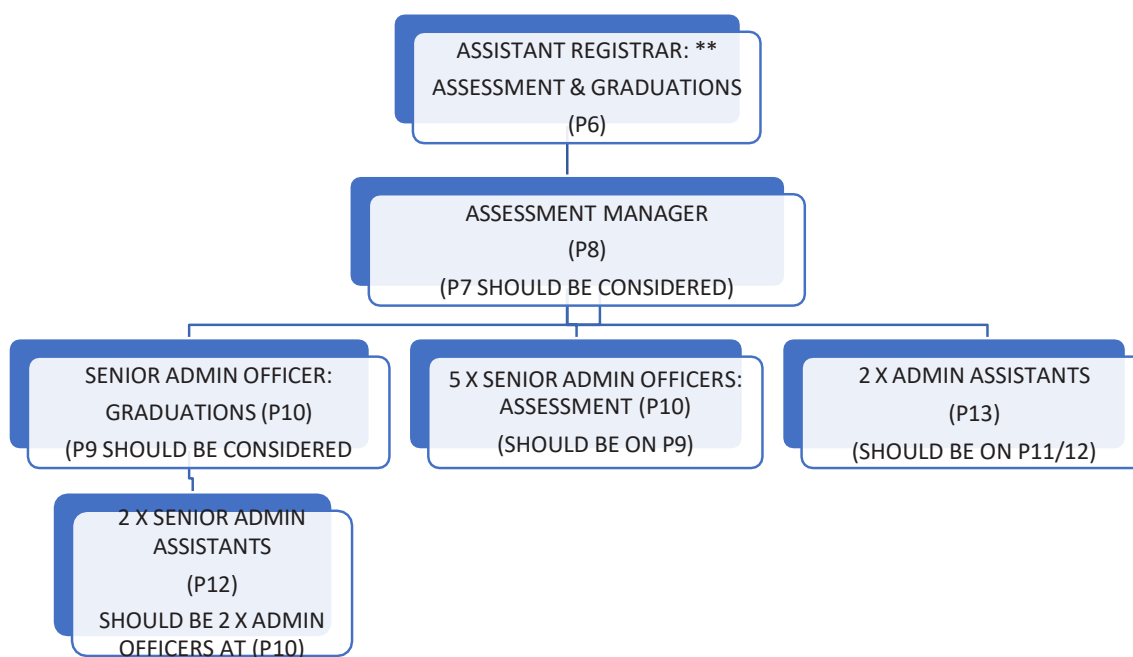 ASSISTANT REGISTRAR: **
ASSESSMENT & GRADUATIONS
(P6)
ASSESSMENT MANAGER
(P8)
(P7 SHOULD BE CONSIDERED)
SENIOR ADMIN OFFICER:
GRADUATIONS (P10)
(P9 SHOULD BE CONSIDERED
5 X SENIOR ADMIN OFFICERS:
ASSESSMENT (P10)
(SHOULD BE ON P9)
2 X ADMIN ASSISTANTS
(P13)
(SHOULD BE ON P11/12)
2 X SENIOR ADMIN
ASSISTANTS
(P12)
SHOULD BE 2 X ADMIN
OFFICERS AT (P10)